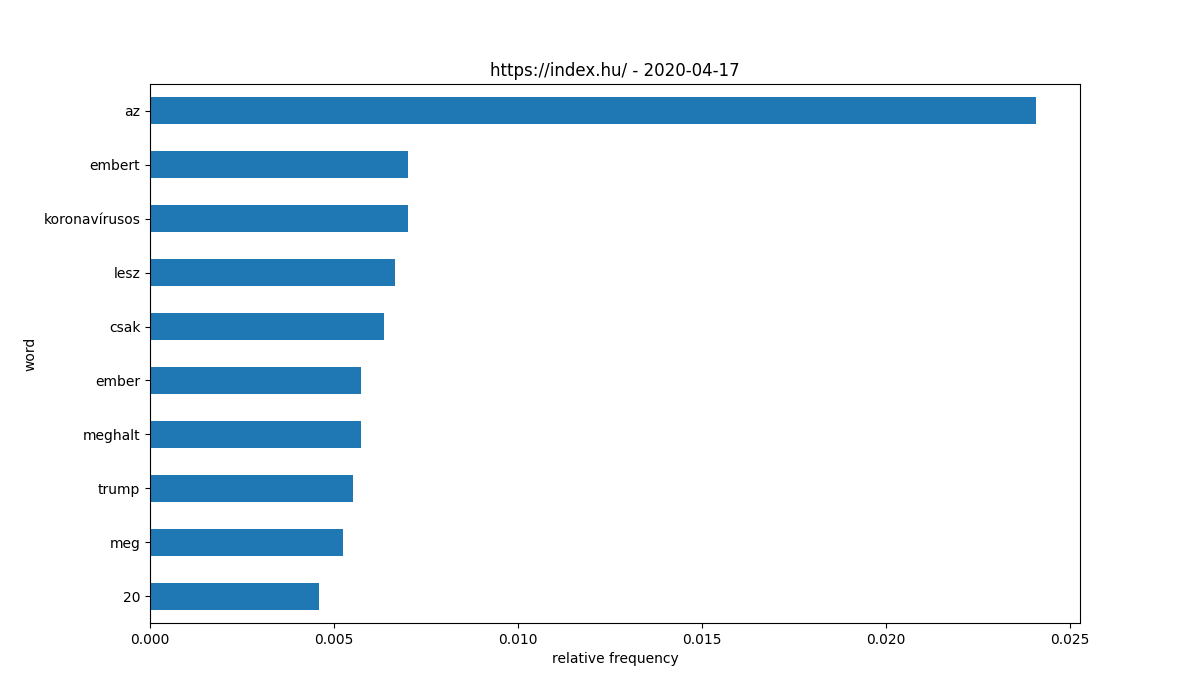 https://index.hu/ - 2020-04-17
az
embert
koronavírusos
lesz
csak
ember
meghalt
trump
meg
20
word
0.000 0.005 0.010 0.015 0.020 0.025
relative frequency